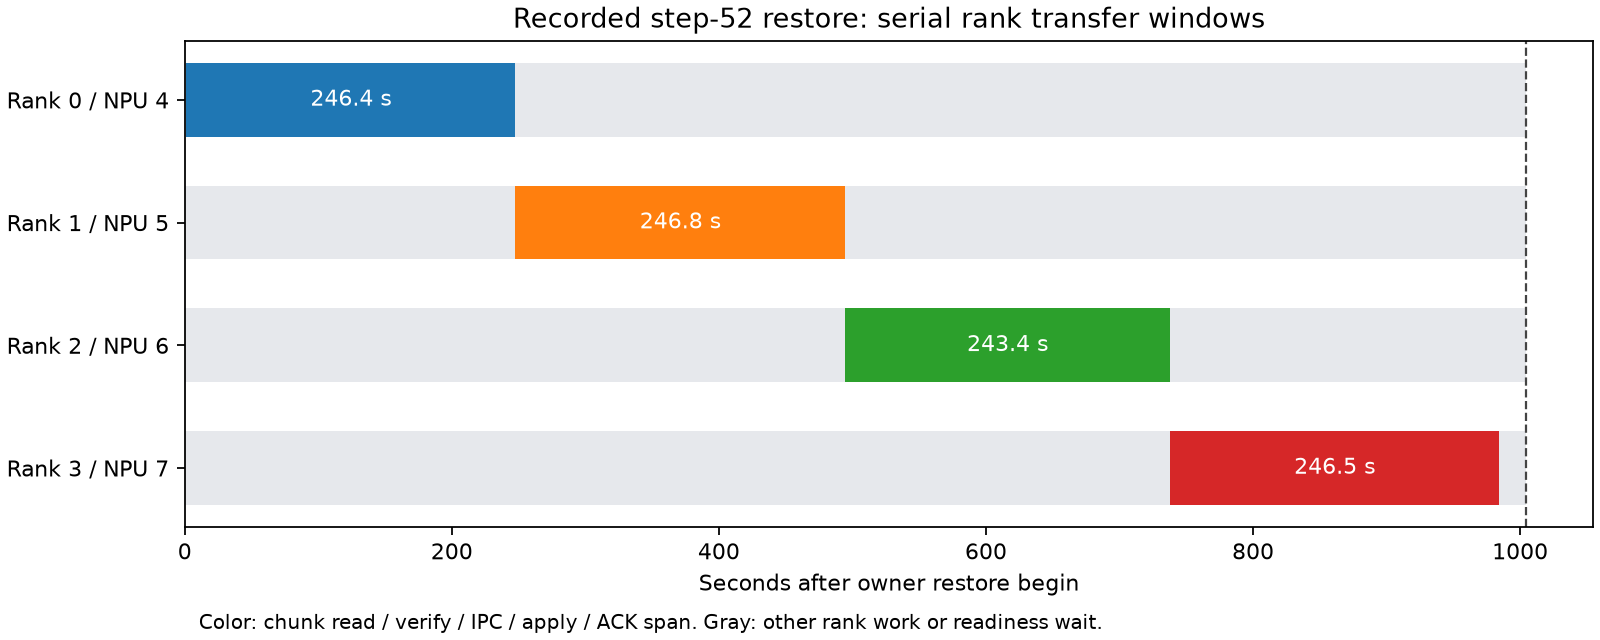 Recorded step-52 restore: serial rank transfer windows
Rank 0 / NPU 4
246.4 s
Rank 1 / NPU 5
246.8 s
Rank 2 / NPU 6
243.4 s
Rank 3 / NPU 7
246.5 s
0 200 400 600 800 1000
Seconds after owner restore begin
Color: chunk read / verify / IPC / apply / ACK span. Gray: other rank work or readiness wait.